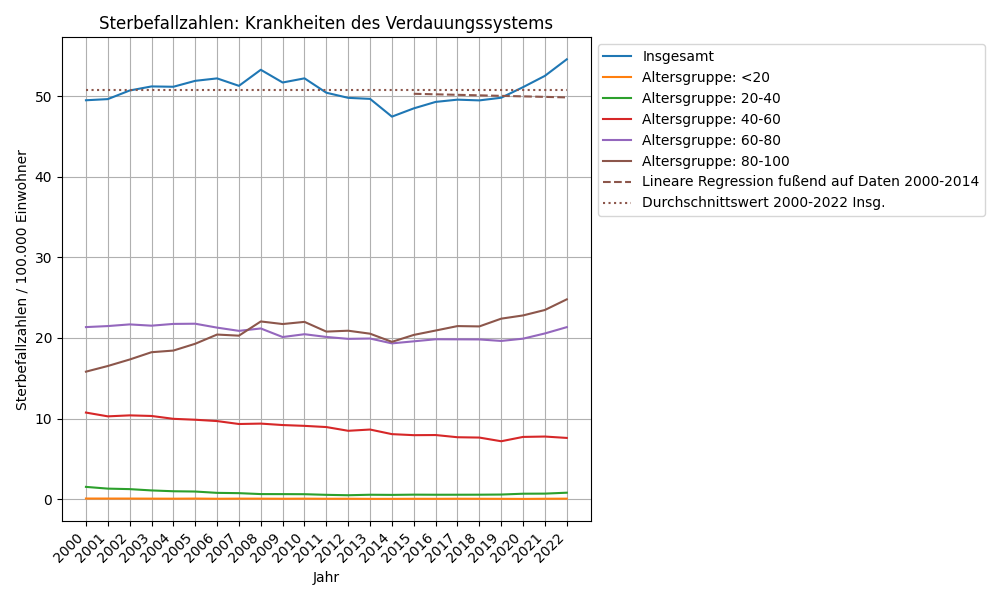 Sterbefallzahlen: Krankheiten des Verdauungssystems
Sterbefallzahlen / 100.000 Einwohner
50
40
30
20
10
0
2000
2001
2002
2003
2004
2005
2006
2007
2008
2009
2010
2011
2012
2013
2014
2015
2016
2017
2018
2019
2020
2021
2022
Jahr
Insgesamt
Altersgruppe: <20
Altersgruppe: 20-40
Altersgruppe: 40-60
Altersgruppe: 60-80
Altersgruppe: 80-100
Lineare Regression fußend auf Daten 2000-2014
Durchschnittswert 2000-2022 Insg.